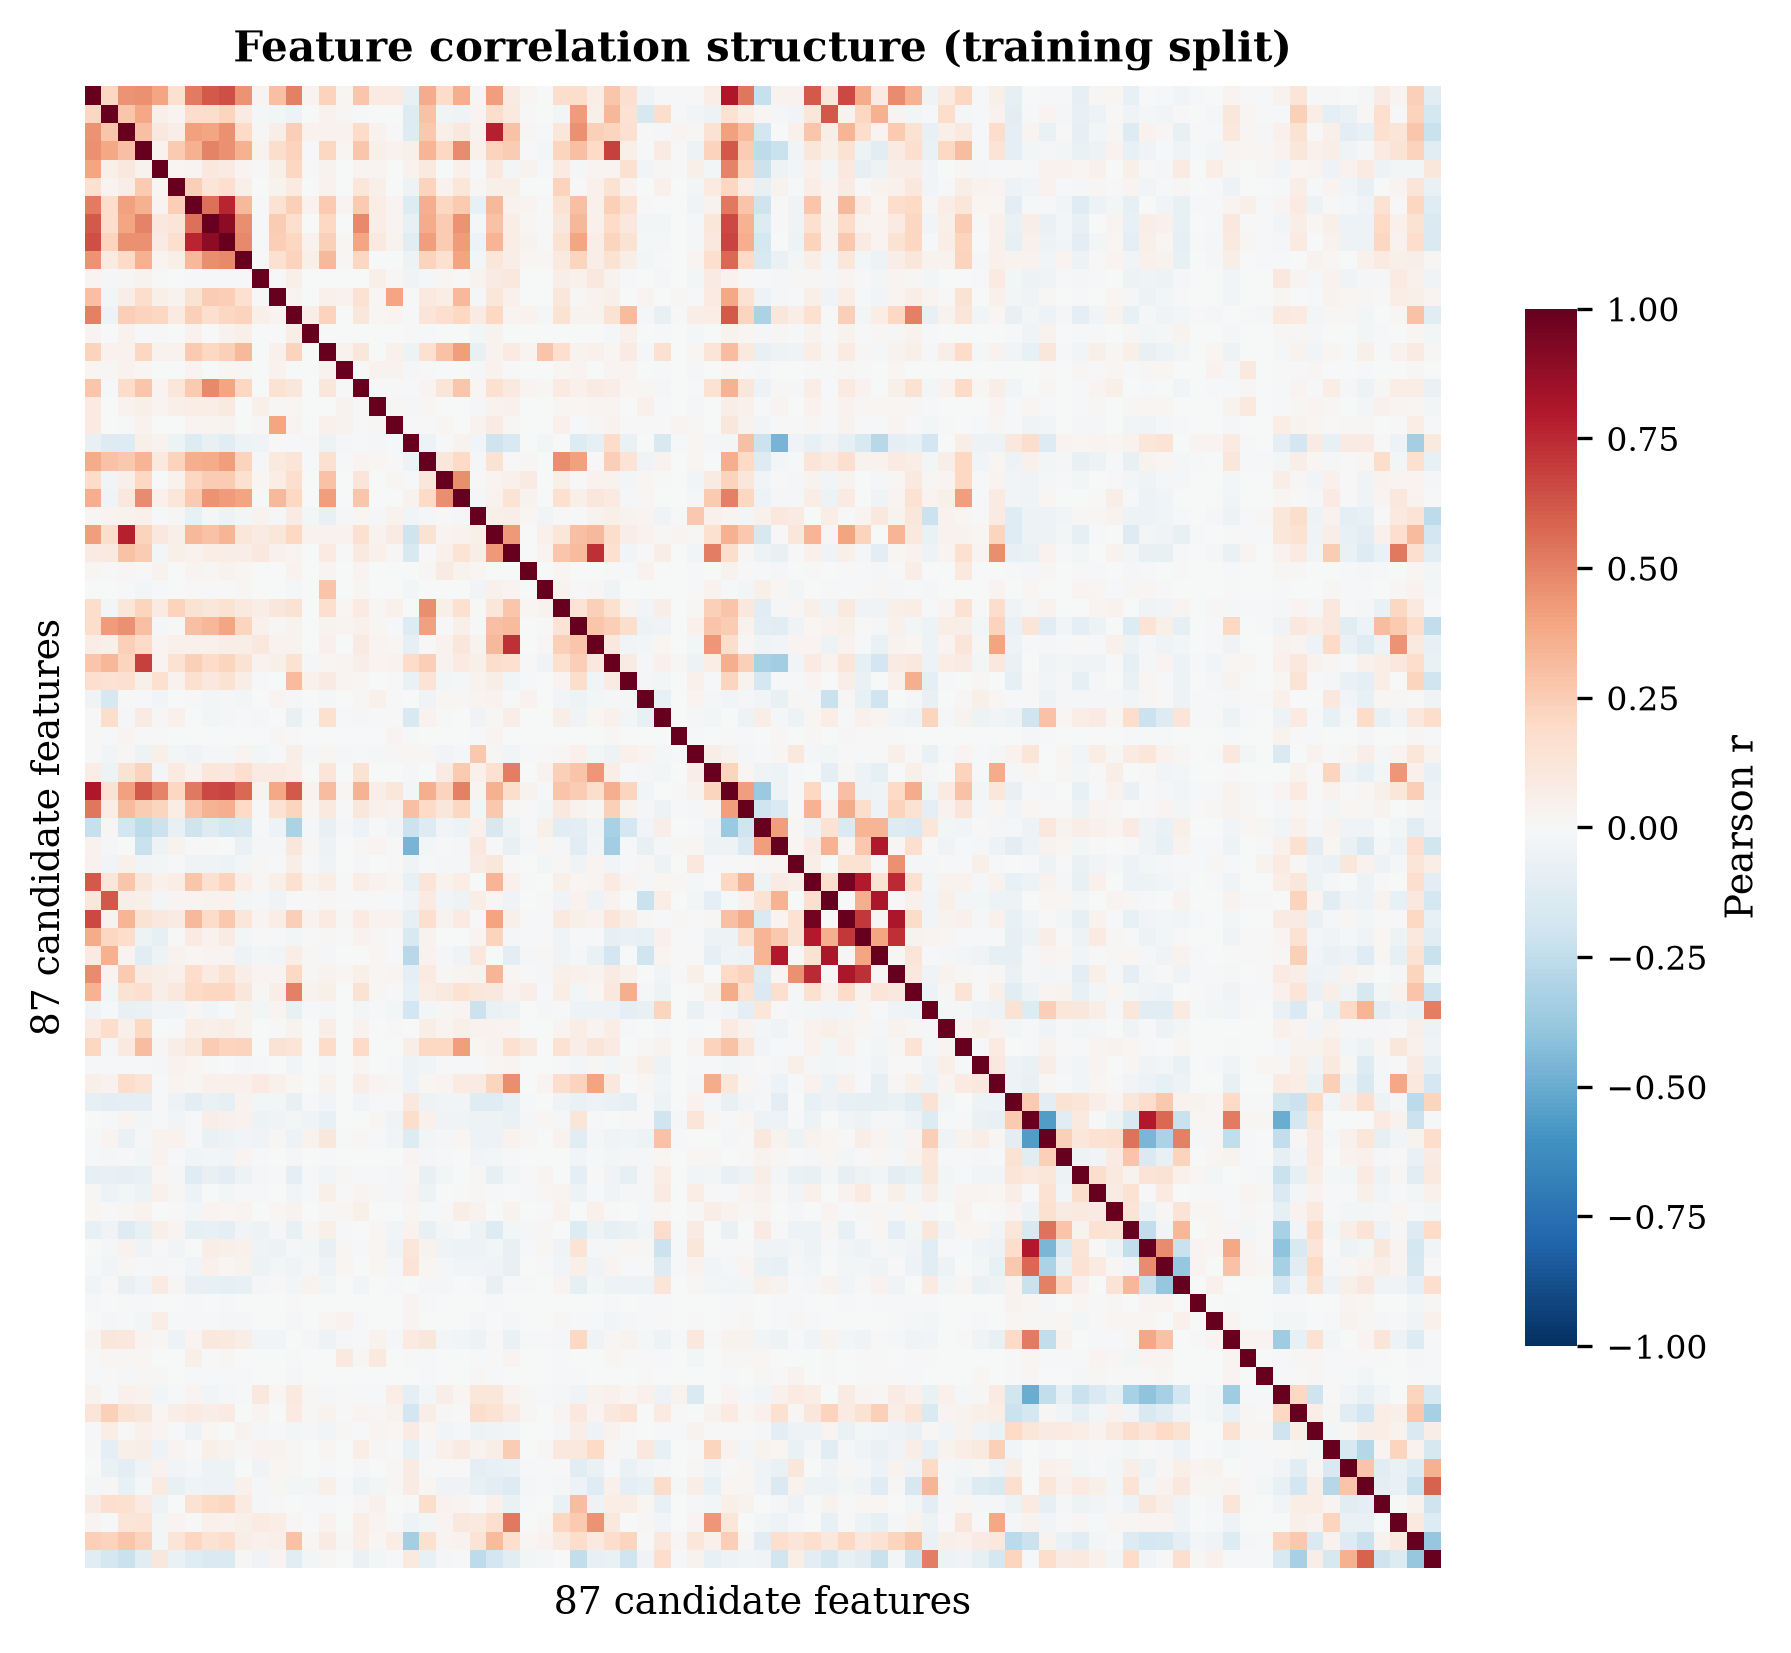 Feature correlation structure (training split)
87 candidate features
1.00
0.75
0.50
0.25
0.00
−0.25
−0.50
−0.75
−1.00
Pearson r
87 candidate features